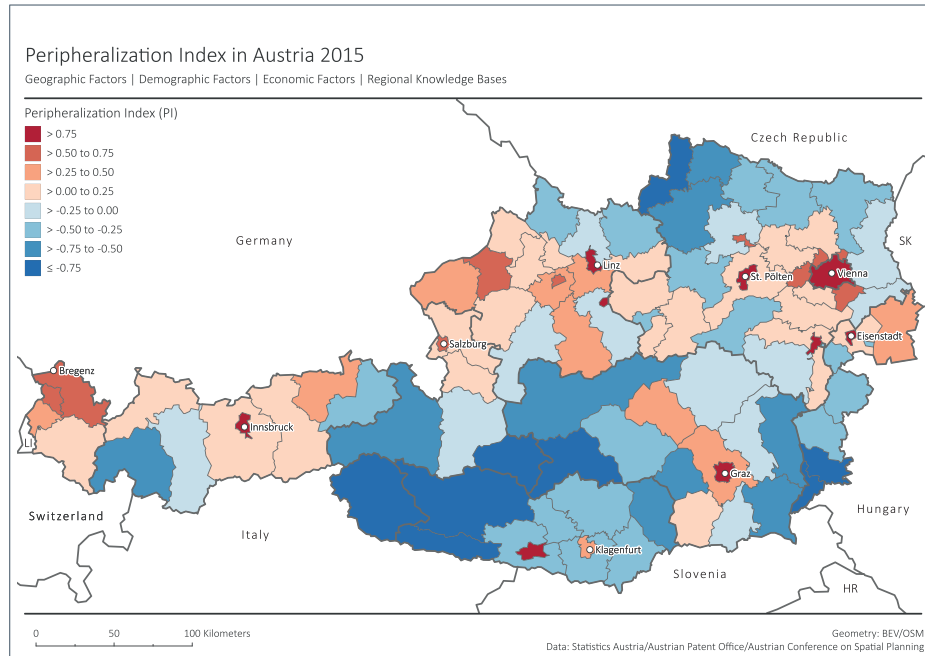 Peripheralization Index in Austria 2015
Geographic Factors | Demographic Factors | Economic Factors | Regional Knowledge Bases
Peripheralization Index (PI)
> 0.75
> 0.50 to 0.75
> 0.25 to 0.50
> 0.00 to 0.25
> -0.25 to 0.00
> -0.50 to -0.25
> -0.75 to -0.50
≤ -0.75
Czech Republic
Germany
SK
Linz
St. Pölten
Vienna
Salzburg
Eisenstadt
Bregenz
Innsbruck
LI
Graz
Switzerland
Italy
Hungary
Klagenfurt
Slovenia
HR
0 50 100 Kilometers
Geometry: BEV/OSM
Data: Statistics Austria/Austrian Patent Office/Austrian Conference on Spatial Planning